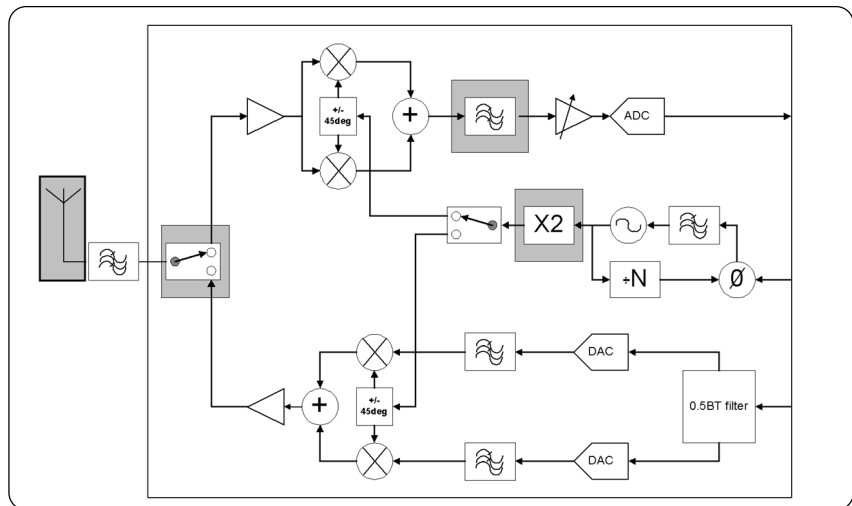 +/-
45deg
+
ADC
X2
÷N
Ø
DAC
+/-
45deg
+
0.5BT filter
DAC